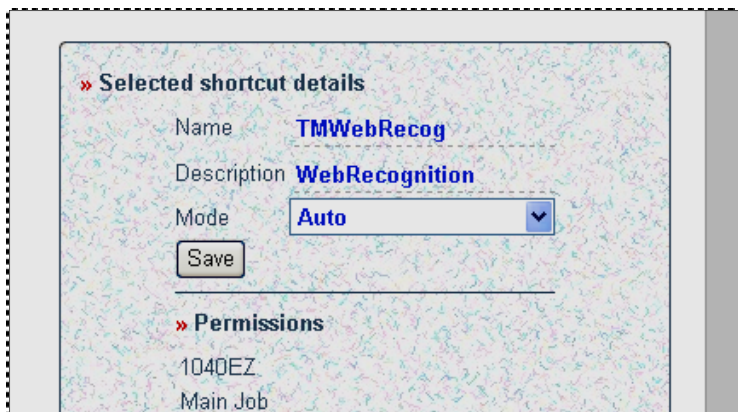 » Selected shortcut details
Name TMWebRecog
Description WebRecognition
Mode Auto
Save
» Permissions
1040EZ
Main Job